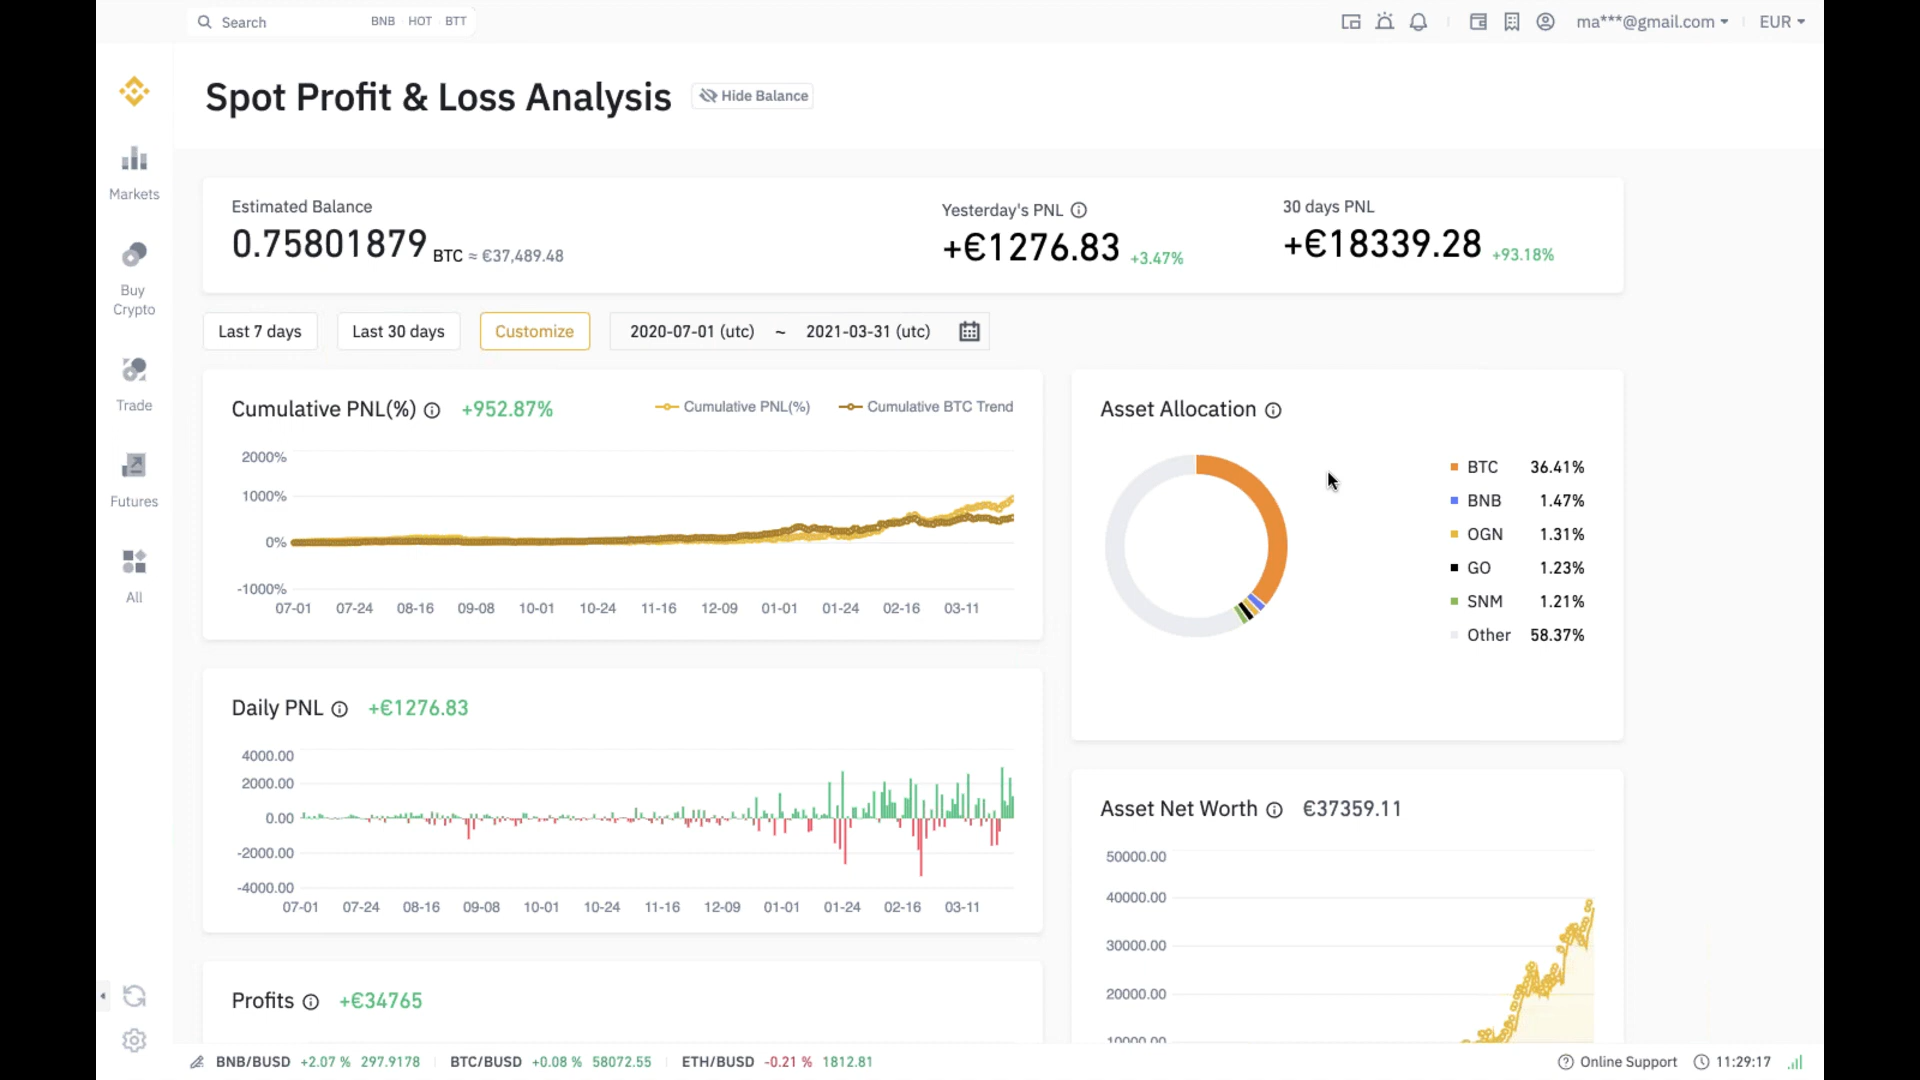 Search BNB HOT BTT ma***@gmail.com EUR
Spot Profit & Loss Analysis Hide Balance
Markets
Buy
Crypto
Trade
Futures
All
Estimated Balance
0.75801879 BTC ≈ €37,489.48
Yesterday's PNL
+€1276.83 +3.47%
30 days PNL
+€18339.28 +93.18%
Last 7 days Last 30 days Customize 2020-07-01 (utc) ~ 2021-03-31 (utc)
Cumulative PNL(%) +952.87% Cumulative PNL(%) Cumulative BTC Trend
2000%
1000%
0%
-1000%
07-01 07-24 08-16 09-08 10-01 10-24 11-16 12-09 01-01 01-24 02-16 03-11
Asset Allocation
BTC 36.41%
BNB 1.47%
OGN 1.31%
GO 1.23%
SNM 1.21%
Other 58.37%
Daily PNL +€1276.83
4000.00
2000.00
0.00
-2000.00
-4000.00
07-01 07-24 08-16 09-08 10-01 10-24 11-16 12-09 01-01 01-24 02-16 03-11
Asset Net Worth €37359.11
50000.00
40000.00
30000.00
20000.00
10000.00
Profits +€34765
BNB/BUSD +2.07 % 297.9178 BTC/BUSD +0.08 % 58072.55 ETH/BUSD -0.21 % 1812.81 Online Support 11:29:17